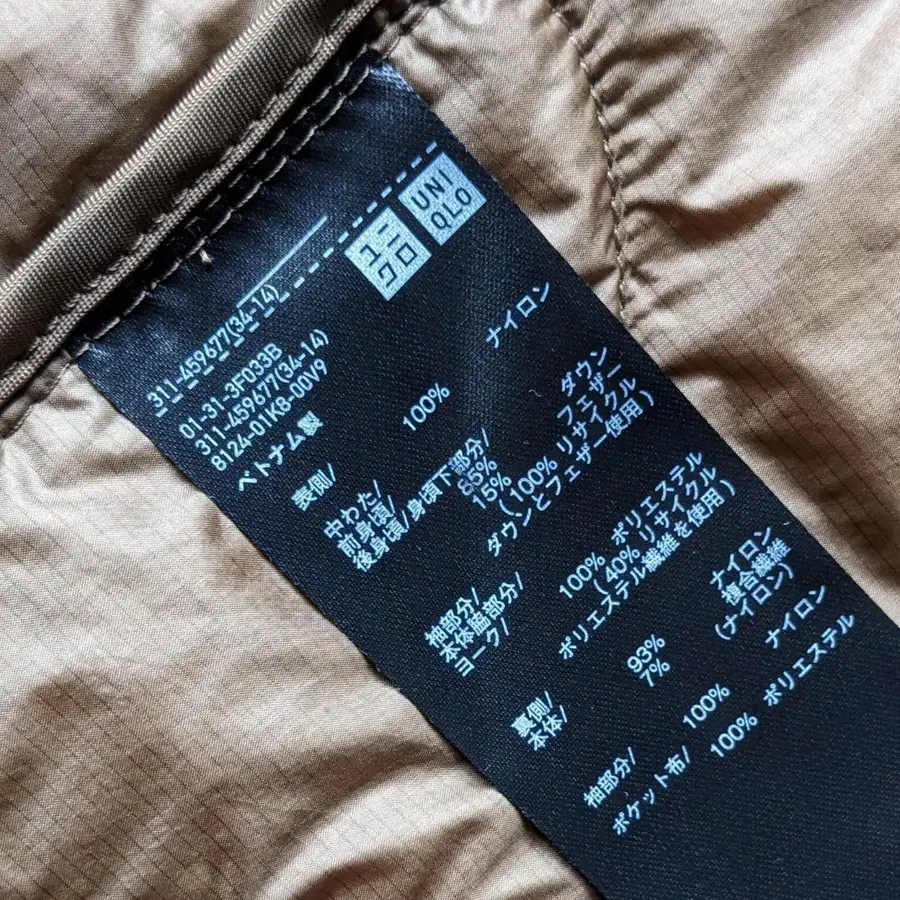 ユニ
クロ
UNI
QLO
311-459677(34-14)
01-31-3F033B
311-459677(34-14)
8124-01K8-00V9
ベトナム製
表側/ 100% ナイロン
中わた/
前身頃/
後身頃/身頃下部分/
85% ダウン
15% フェザー
(100% リサイクル
ダウンとフェザー使用)
袖部分/
本体脇部分/
ヨーク/
100% ポリエステル
(40% リサイクル
ポリエステル繊維を使用)
裏側/
本体/
93% ナイロン
7% 複合繊維
(ナイロン)
袖部分/ 100% ナイロン
ポケット布/ 100% ポリエステル